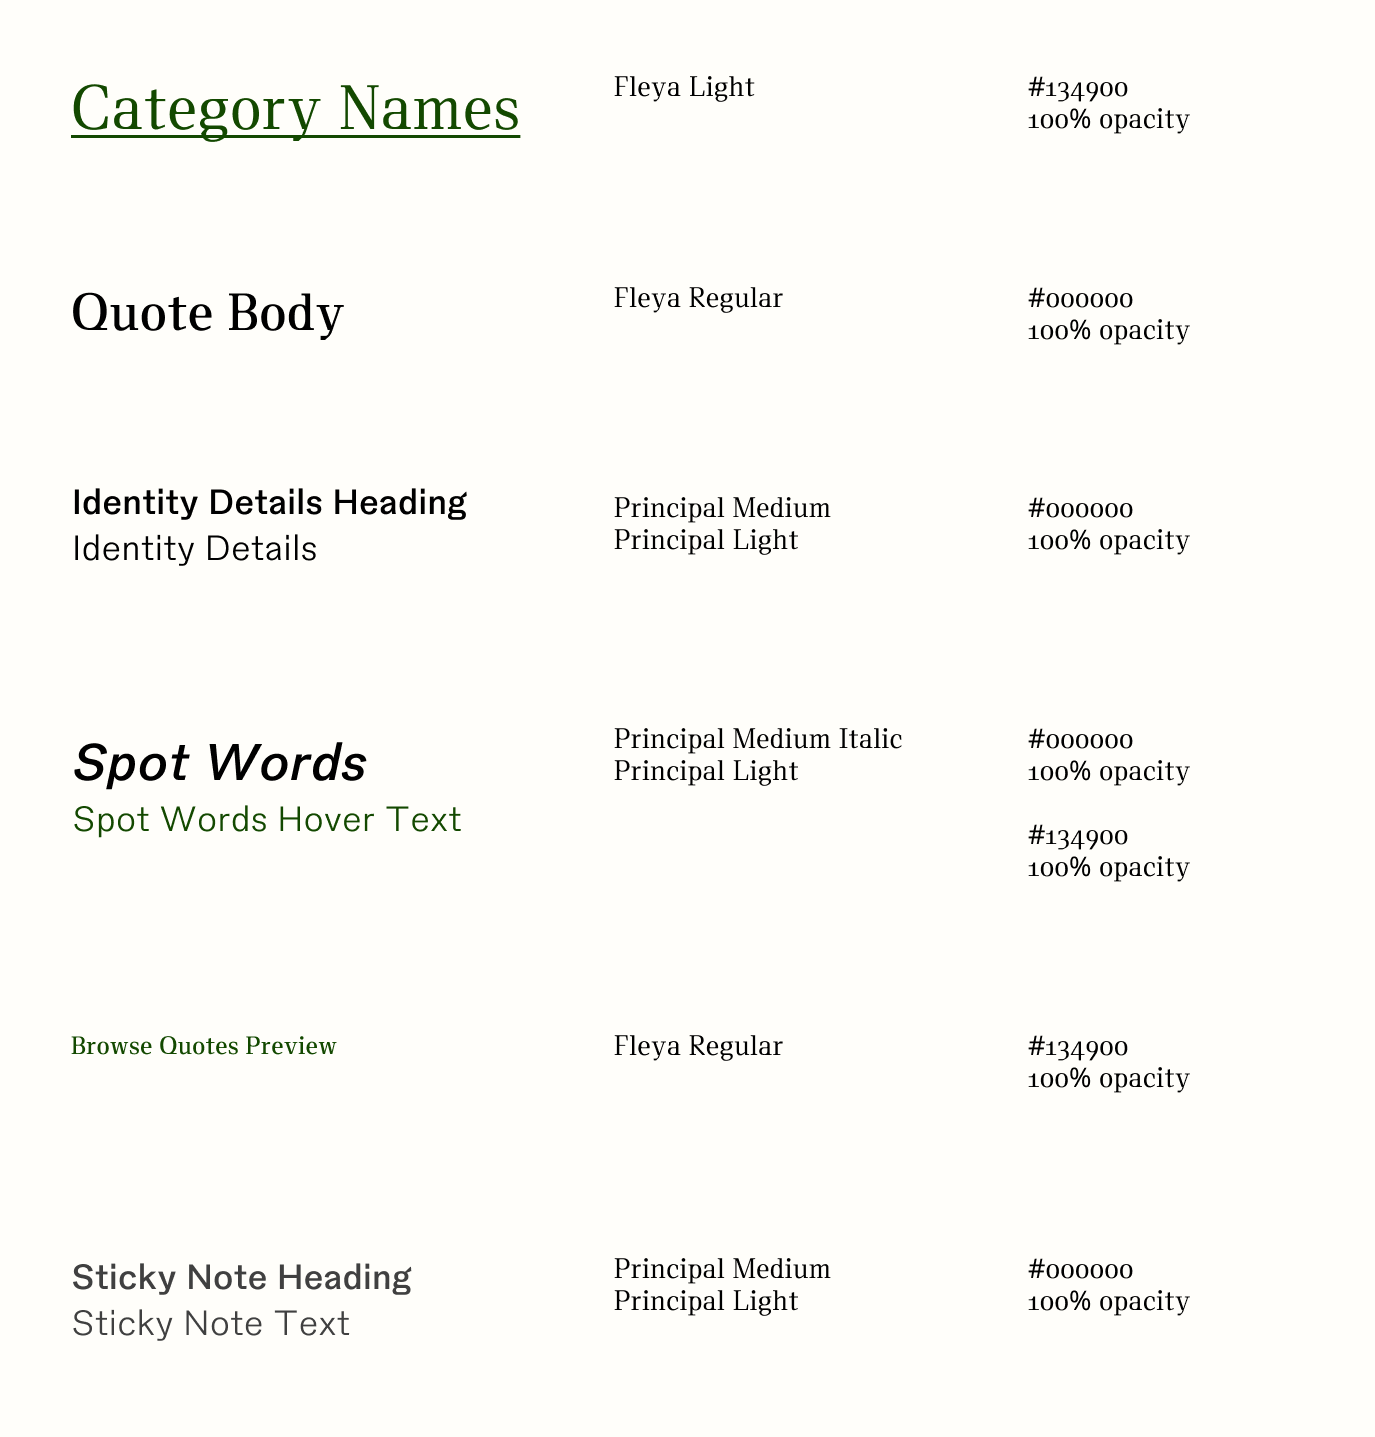 Category Names
Fleya Light
#134900
100% opacity
Quote Body
Fleya Regular
#000000
100% opacity
Identity Details Heading
Identity Details
Principal Medium
Principal Light
#000000
100% opacity
Spot Words
Spot Words Hover Text
Principal Medium Italic
Principal Light
#000000
100% opacity
#134900
100% opacity
Browse Quotes Preview
Fleya Regular
#134900
100% opacity
Sticky Note Heading
Sticky Note Text
Principal Medium
Principal Light
#000000
100% opacity